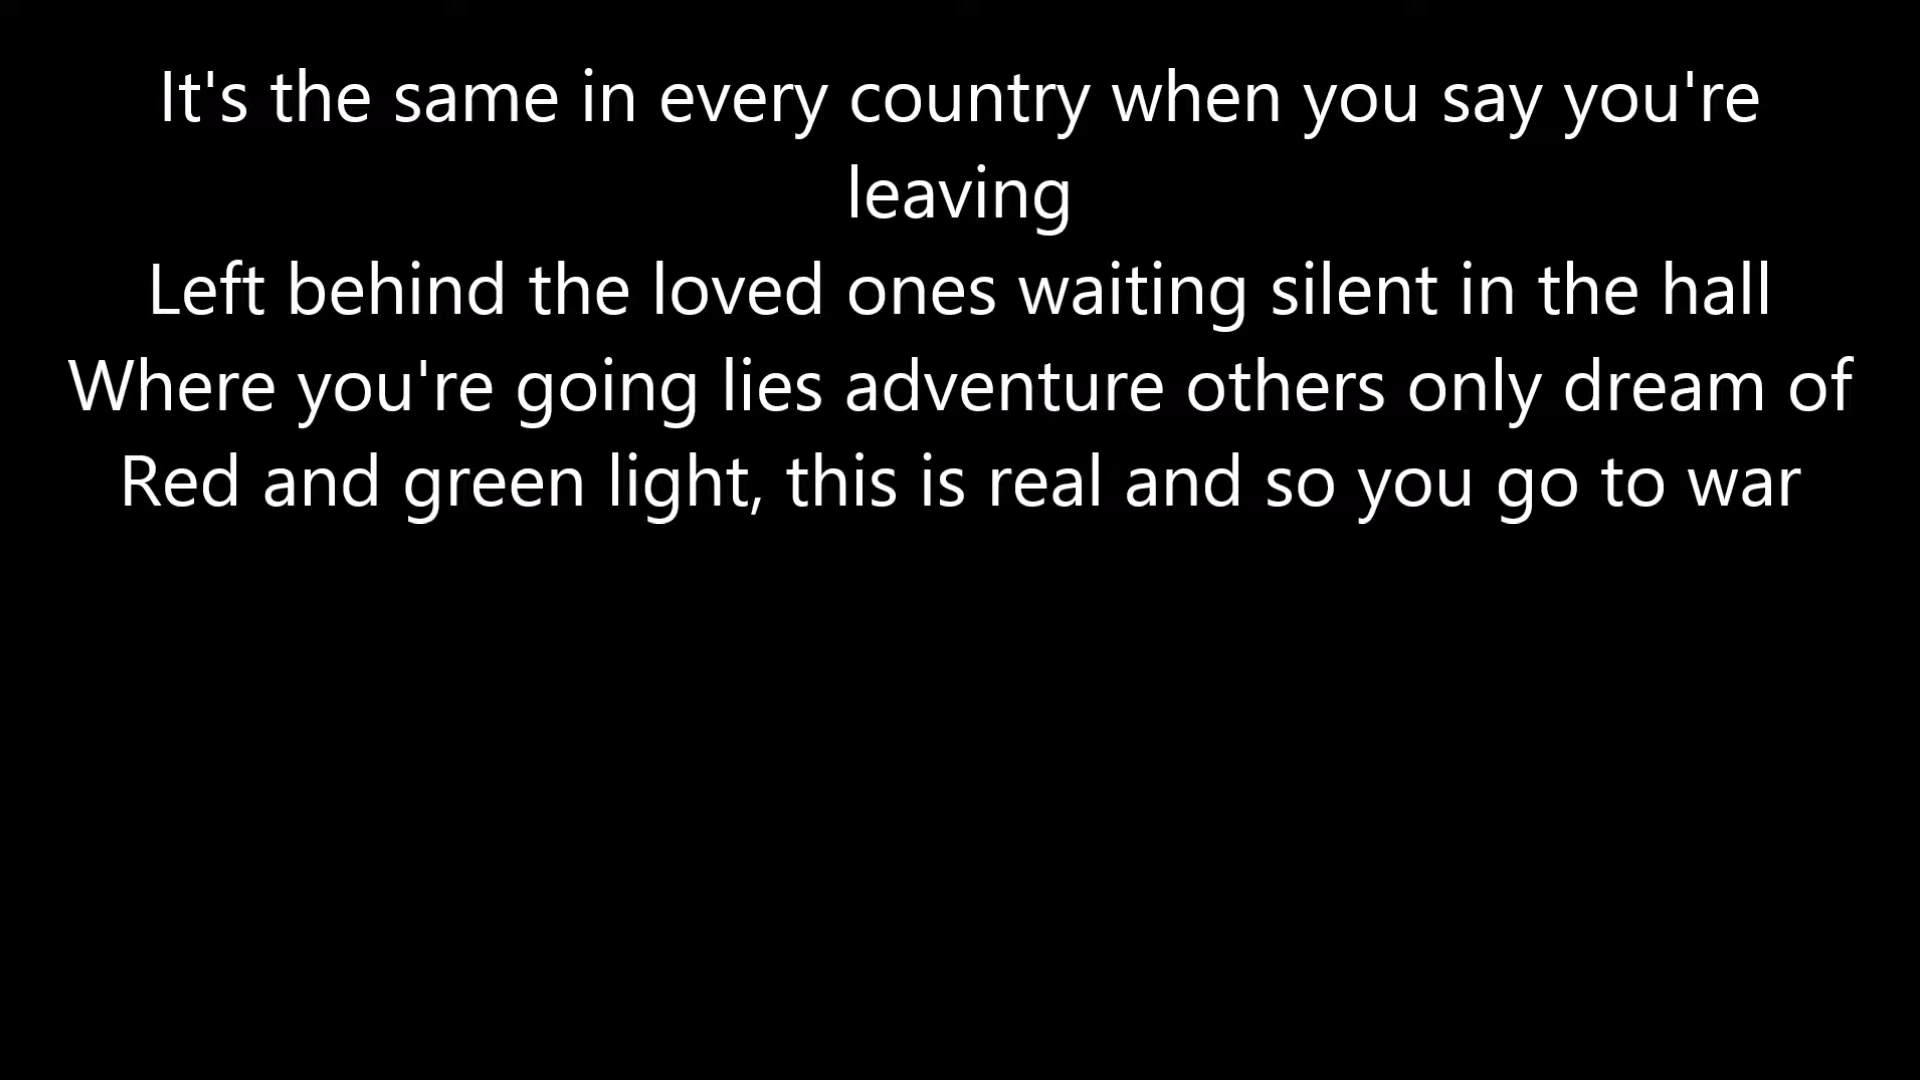 It's the same in every country when you say you're
leaving
Left behind the loved ones waiting silent in the hall
Where you're going lies adventure others only dream of
Red and green light, this is real and so you go to war